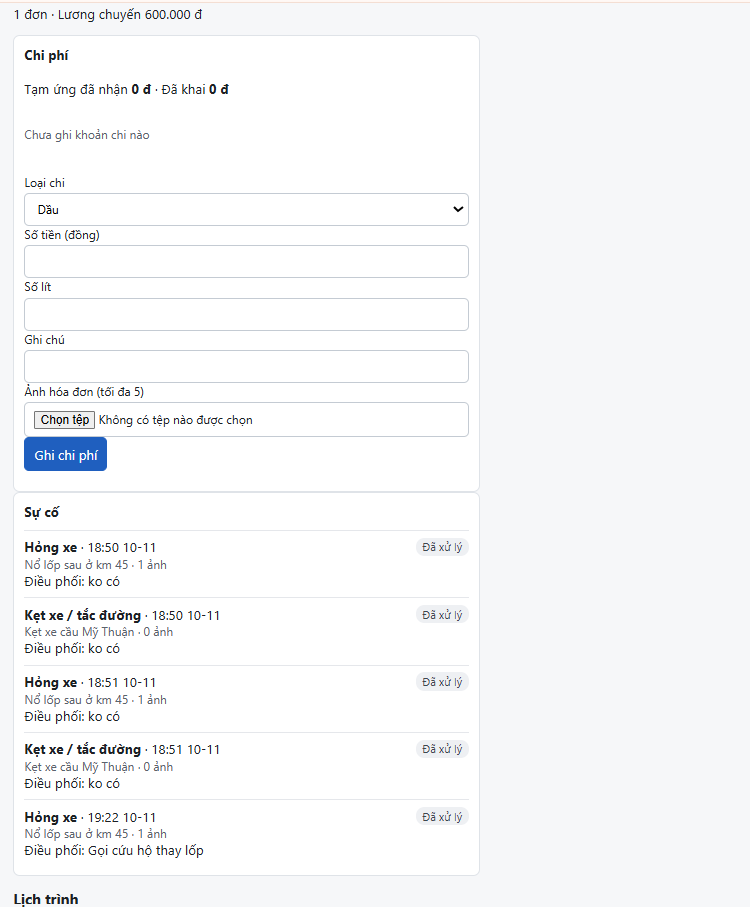 1 đơn · Lương chuyến 600.000 đ
Chi phí
Tạm ứng đã nhận 0 đ · Đã khai 0 đ
Chưa ghi khoản chi nào
Loại chi
Dầu
Số tiền (đồng)
Số lít
Ghi chú
Ảnh hóa đơn (tối đa 5)
Chọn tệp Không có tệp nào được chọn
Ghi chi phí
Sự cố
Hỏng xe · 18:50 10-11 Đã xử lý
Nổ lốp sau ở km 45 · 1 ảnh
Điều phối: ko có
Kẹt xe / tắc đường · 18:50 10-11 Đã xử lý
Kẹt xe cầu Mỹ Thuận · 0 ảnh
Điều phối: ko có
Hỏng xe · 18:51 10-11 Đã xử lý
Nổ lốp sau ở km 45 · 1 ảnh
Điều phối: ko có
Kẹt xe / tắc đường · 18:51 10-11 Đã xử lý
Kẹt xe cầu Mỹ Thuận · 0 ảnh
Điều phối: ko có
Hỏng xe · 19:22 10-11 Đã xử lý
Nổ lốp sau ở km 45 · 1 ảnh
Điều phối: Gọi cứu hộ thay lốp
Lịch trình